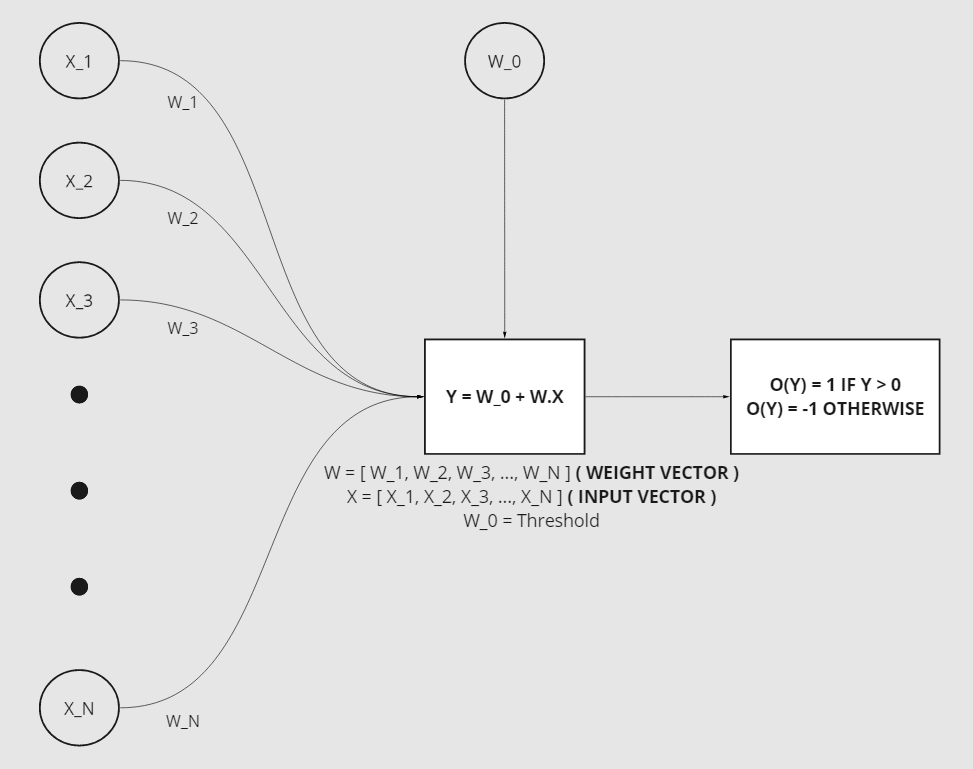 X_1
W_0
W_1
X_2
W_2
X_3
W_3
Y = W_0 + W.X
O(Y) = 1 IF Y > 0
O(Y) = -1 OTHERWISE
W = [ W_1, W_2, W_3, ..., W_N ] ( WEIGHT VECTOR )
X = [ X_1, X_2, X_3, ..., X_N ] ( INPUT VECTOR )
W_0 = Threshold
X_N
W_N